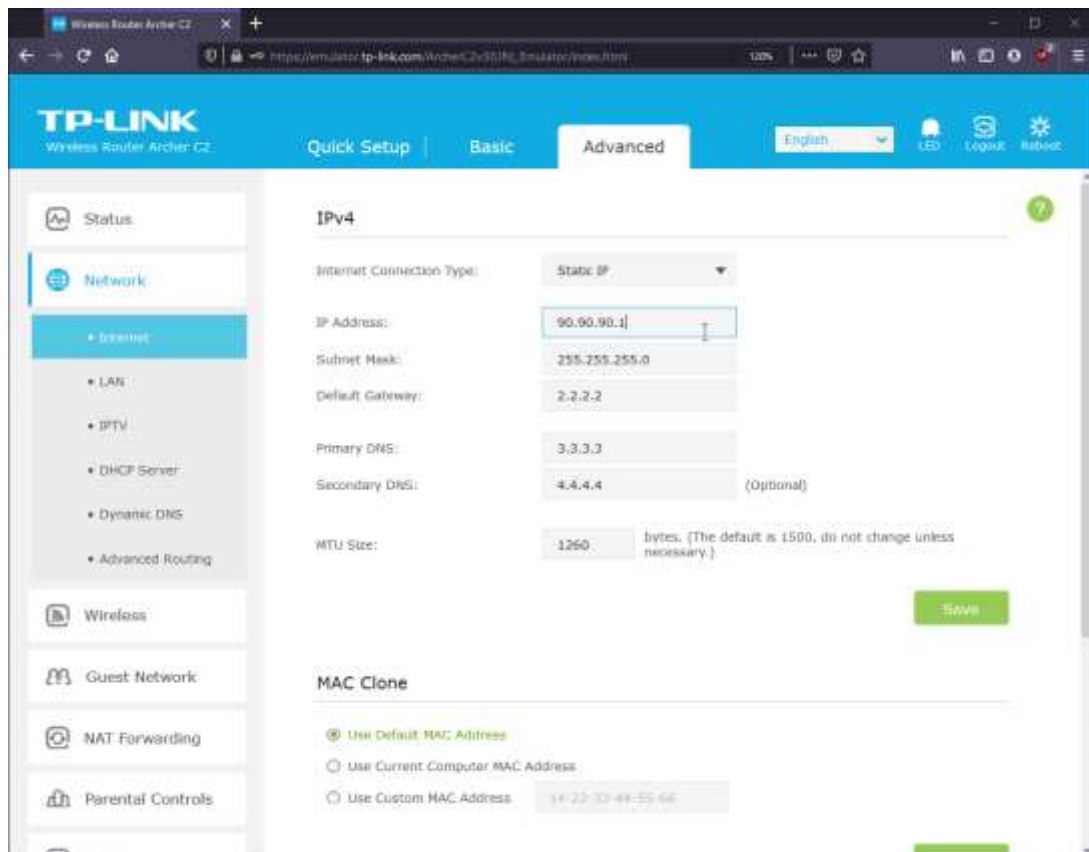 Wireless Router Archer C2
120%
TP-LINK
Wireless Router Archer C2
Quick Setup
Basic
Advanced
English
LED
Logout
Reboot
Status
Network
• Internet
• LAN
• IPTV
• DHCP Server
• Dynamic DNS
• Advanced Routing
Wireless
Guest Network
NAT Forwarding
Parental Controls
IPv4
?
Internet Connection Type: Static IP
IP Address: 90.90.90.1
Subnet Mask: 255.255.255.0
Default Gateway: 2.2.2.2
Primary DNS: 3.3.3.3
Secondary DNS: 4.4.4.4 (Optional)
MTU Size: 1260 bytes. (The default is 1500, do not change unless
necessary.)
Save
MAC Clone
Use Default MAC Address
Use Current Computer MAC Address
Use Custom MAC Address